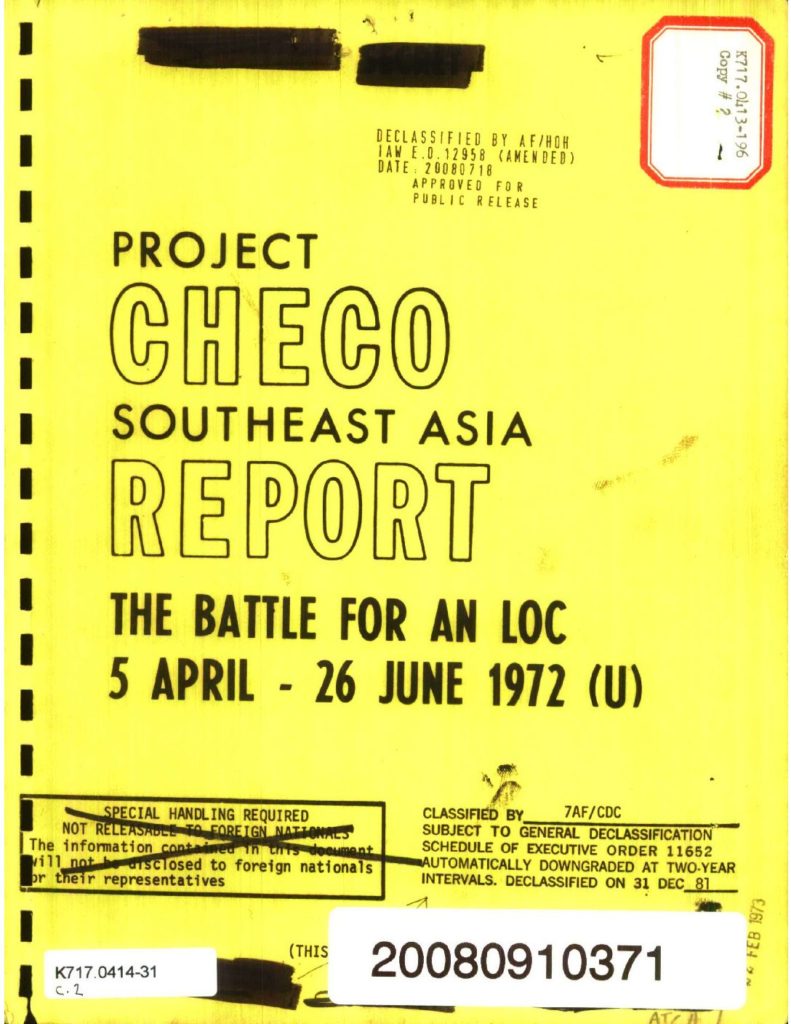 SECRET
K717.0413-196
Copy # 2
DECLASSIFIED BY AF/HOH
IAW E.O.12958 (AMENDED)
DATE: 20080718
APPROVED FOR
PUBLIC RELEASE
PROJECT
CHECO
SOUTHEAST ASIA
REPORT
THE BATTLE FOR AN LOC
5 APRIL - 26 JUNE 1972 (U)
SPECIAL HANDLING REQUIRED
NOT RELEASABLE TO FOREIGN NATIONALS
The information contained in this document
will not be disclosed to foreign nationals
or their representatives
CLASSIFIED BY 7AF/CDC
SUBJECT TO GENERAL DECLASSIFICATION
SCHEDULE OF EXECUTIVE ORDER 11652
AUTOMATICALLY DOWNGRADED AT TWO-YEAR
INTERVALS. DECLASSIFIED ON 31 DEC 81
FEB 1973
(THIS
20080910371
K717.0414-31
c.2